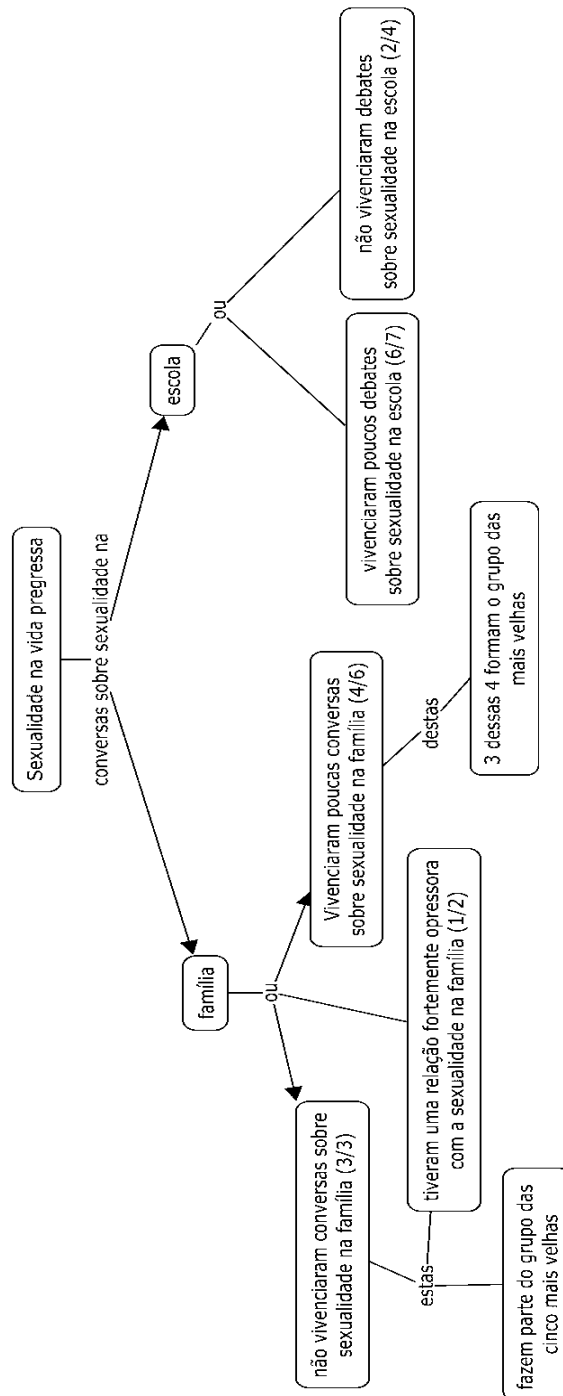 Sexualidade na vida pregressa
conversas sobre sexualidade na
família
escola
ou
ou
não vivenciaram conversas sobre
sexualidade na família (3/3)
tiveram uma relação fortemente opressora
com a sexualidade na família (1/2)
Vivenciaram poucas conversas
sobre sexualidade na família (4/6)
vivenciaram poucos debates
sobre sexualidade na escola (6/7)
não vivenciaram debates
sobre sexualidade na escola (2/4)
estas
destas
fazem parte do grupo das
cinco mais velhas
3 dessas 4 formam o grupo das
mais velhas